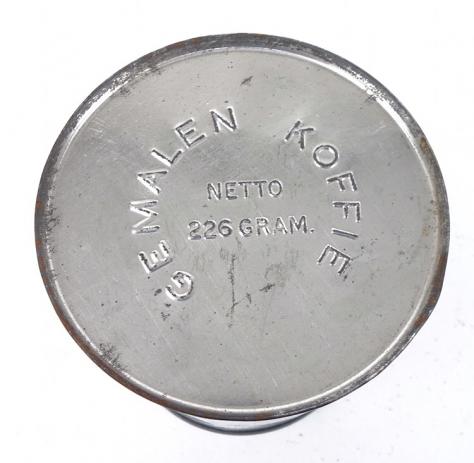 GEMALEN KOFFIE
NETTO
226 GRAM.